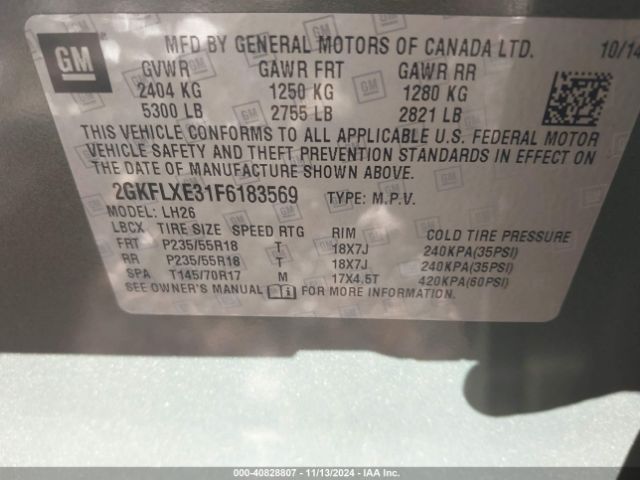 GM
MFD BY GENERAL MOTORS OF CANADA LTD. 10/14
GVWR GAWR FRT GAWR RR
2404 KG 1250 KG 1280 KG
5300 LB 2755 LB 2821 LB
THIS VEHICLE CONFORMS TO ALL APPLICABLE U.S. FEDERAL MOTOR
VEHICLE SAFETY AND THEFT PREVENTION STANDARDS IN EFFECT ON
THE DATE OF MANUFACTURE SHOWN ABOVE.
2GKFLXE31F6183569 TYPE: M.P.V.
MODEL: LH26
LBCX TIRE SIZE SPEED RTG RIM COLD TIRE PRESSURE
FRT P235/55R18 T 18X7J 240KPA(35PSI)
RR P235/55R18 T 18X7J 240KPA(35PSI)
SPA T145/70R17 M 17X4.5T 420KPA(60PSI)
SEE OWNER'S MANUAL FOR MORE INFORMATION.
000-40828807 - 11/13/2024 - IAA Inc.